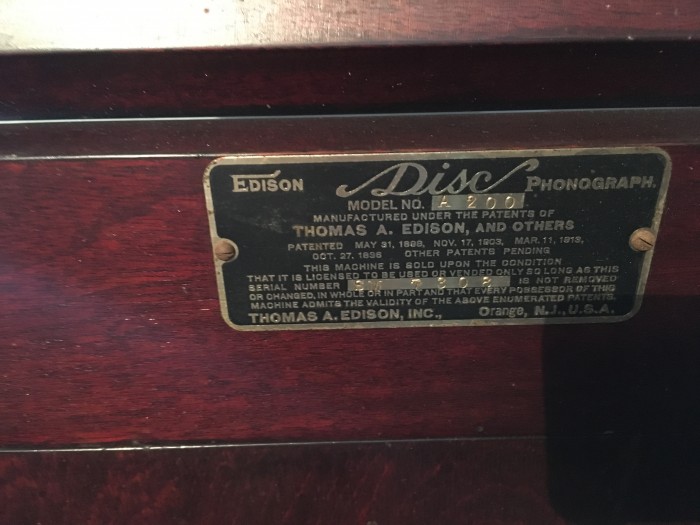 EDISON Disc PHONOGRAPH.
MODEL NO. A 200
MANUFACTURED UNDER THE PATENTS OF
THOMAS A. EDISON, AND OTHERS
PATENTED MAY 31, 1898, NOV. 17, 1903, MAR. 11, 1913,
OCT. 27, 1898 OTHER PATENTS PENDING
THIS MACHINE IS SOLD UPON THE CONDITION
THAT IT IS LICENSED TO BE USED OR VENDED ONLY SO LONG AS THIS
SERIAL NUMBER IS NOT REMOVED
OR CHANGED, IN WHOLE OR IN PART AND THAT EVERY POSSESSOR OF THIS
MACHINE ADMITS THE VALIDITY OF THE ABOVE ENUMERATED PATENTS.
THOMAS A. EDISON, INC., Orange, N.J., U.S.A.